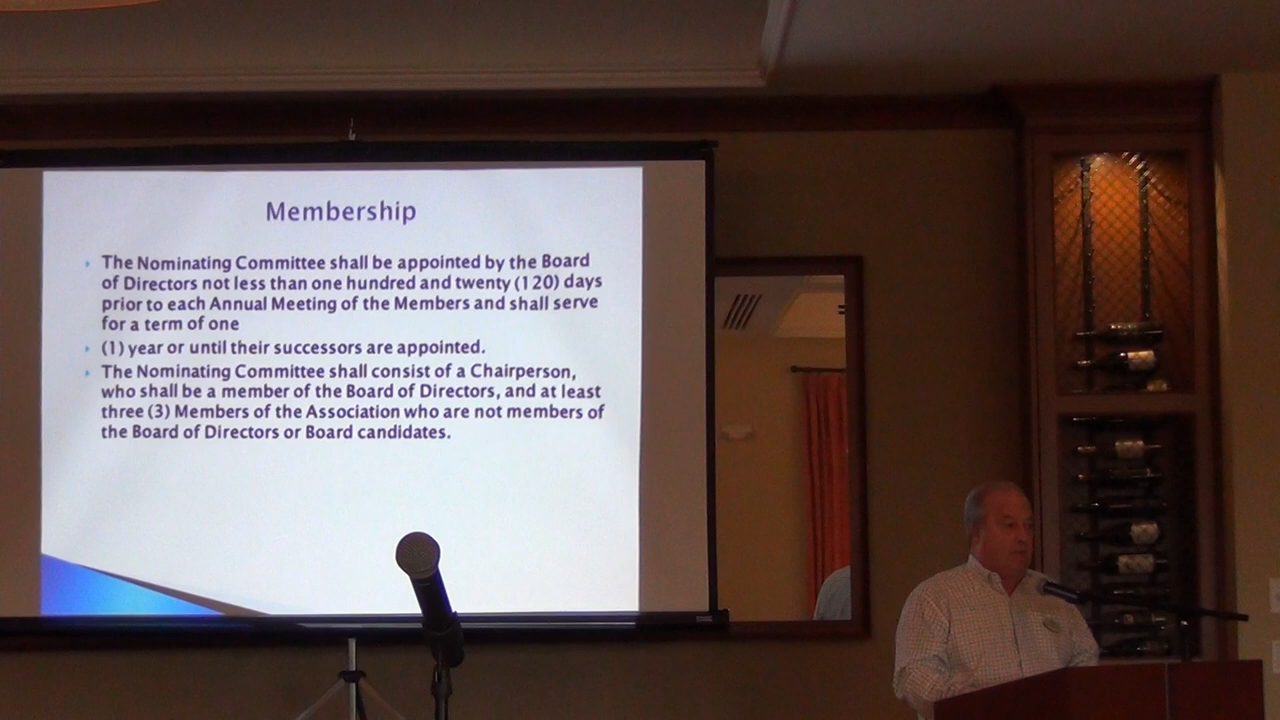 Membership
The Nominating Committee shall be appointed by the Board
of Directors not less than one hundred and twenty (120) days
prior to each Annual Meeting of the Members and shall serve
for a term of one
(1) year or until their successors are appointed.
The Nominating Committee shall consist of a Chairperson,
who shall be a member of the Board of Directors, and at least
three (3) Members of the Association who are not members of
the Board of Directors or Board candidates.